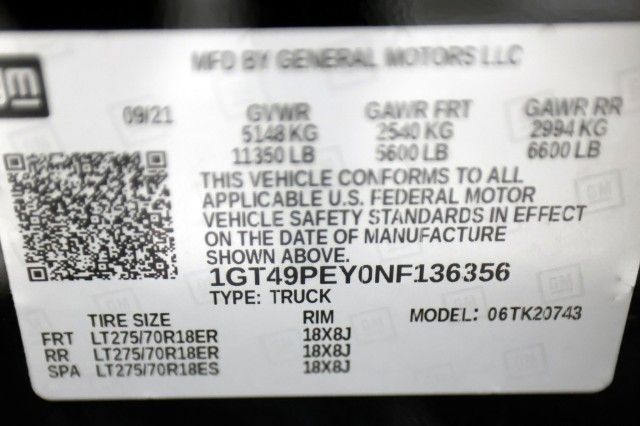 GM
MFD BY GENERAL MOTORS LLC
09/21 GVWR GAWR FRT GAWR RR
5148 KG 2540 KG 2994 KG
11350 LB 5600 LB 6600 LB
THIS VEHICLE CONFORMS TO ALL
APPLICABLE U.S. FEDERAL MOTOR
VEHICLE SAFETY STANDARDS IN EFFECT
ON THE DATE OF MANUFACTURE
SHOWN ABOVE.
1GT49PEY0NF136356
TYPE: TRUCK
TIRE SIZE RIM MODEL: 06TK20743
FRT LT275/70R18ER 18X8J
RR LT275/70R18ER 18X8J
SPA LT275/70R18ES 18X8J